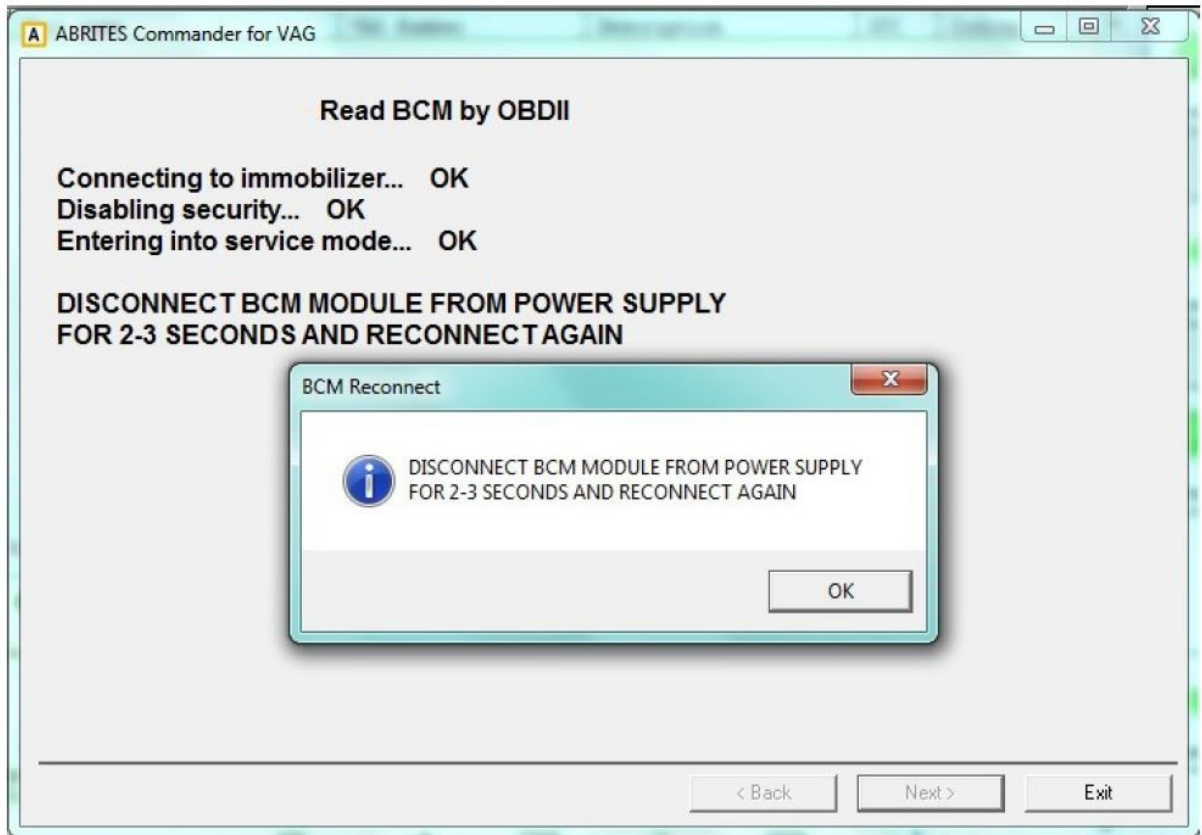 ABRITES Commander for VAG
Read BCM by OBDII
Connecting to immobilizer... OK
Disabling security... OK
Entering into service mode... OK
DISCONNECT BCM MODULE FROM POWER SUPPLY
FOR 2-3 SECONDS AND RECONNECT AGAIN
BCM Reconnect
DISCONNECT BCM MODULE FROM POWER SUPPLY
FOR 2-3 SECONDS AND RECONNECT AGAIN
OK
< Back Next > Exit